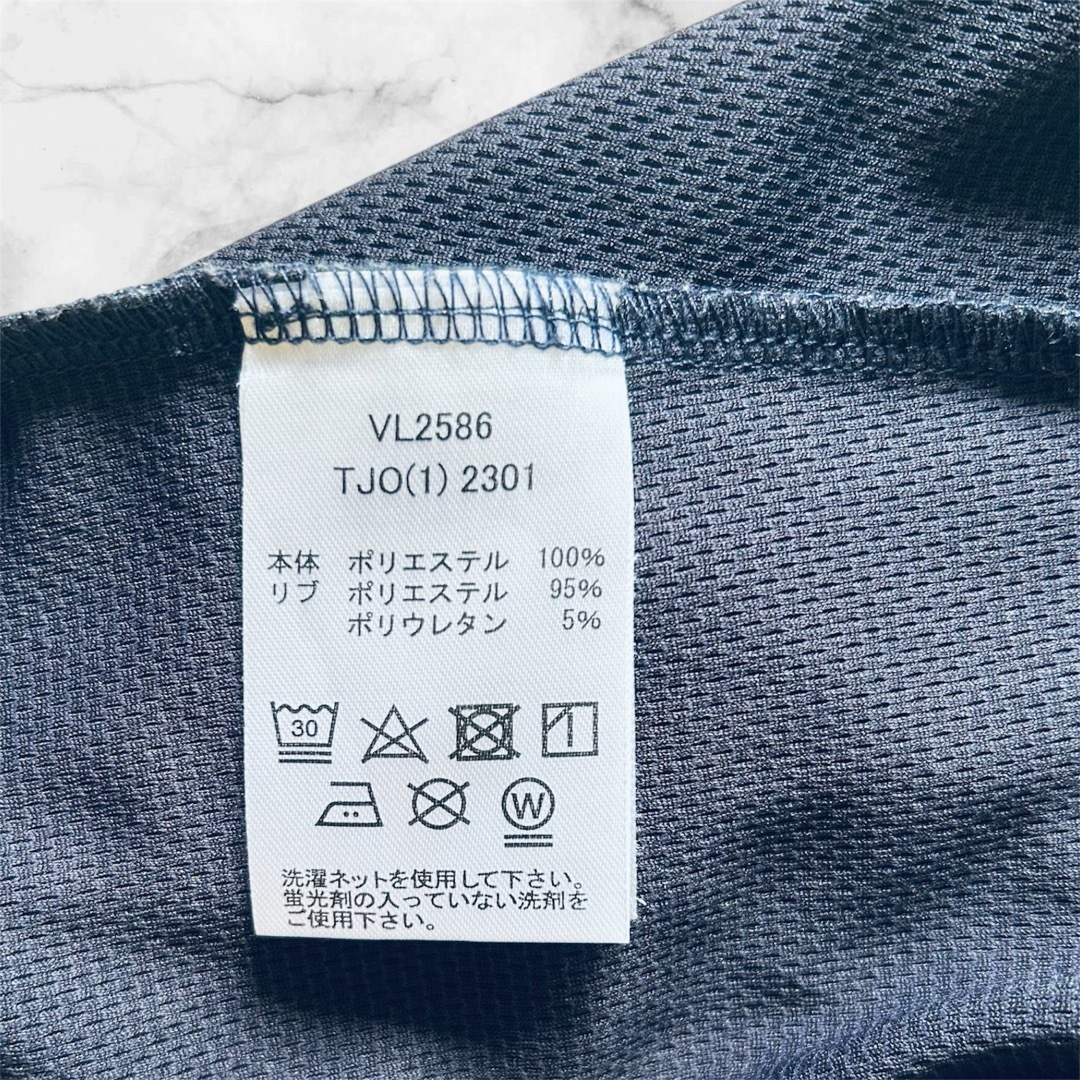 VL2586
TJO(1) 2301
本体 ポリエステル 100%
リブ ポリエステル 95%
ポリウレタン 5%
30
W
洗濯ネットを使用して下さい。
蛍光剤の入っていない洗剤を
ご使用下さい。